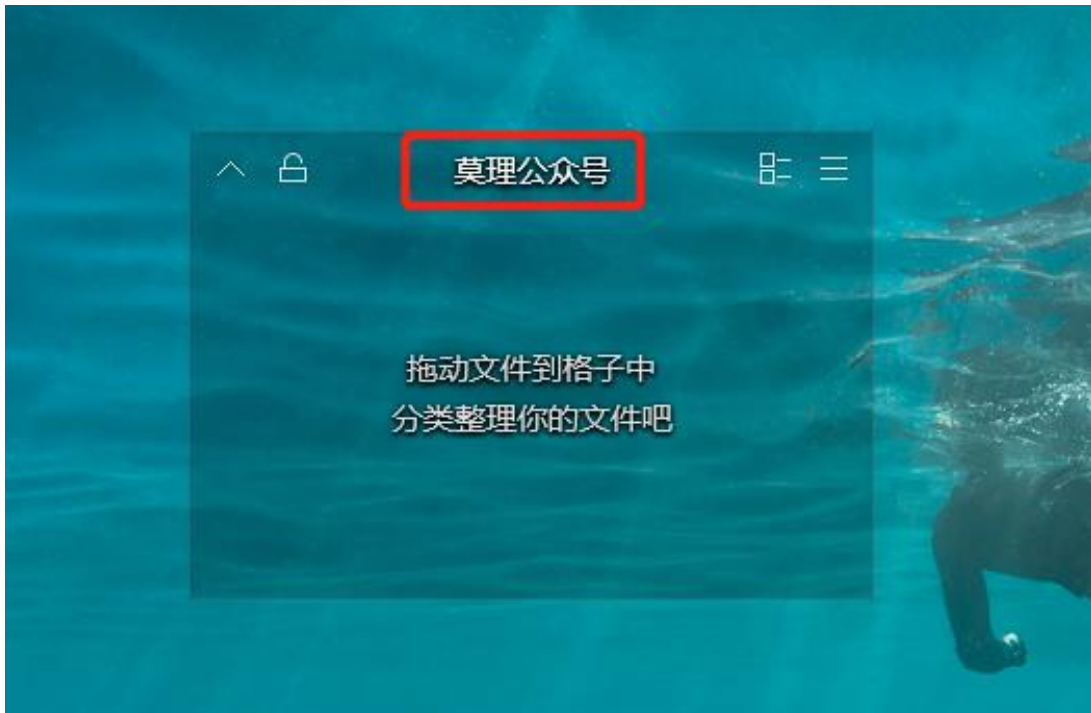 莫理公众号
拖动文件到格子中
分类整理你的文件吧